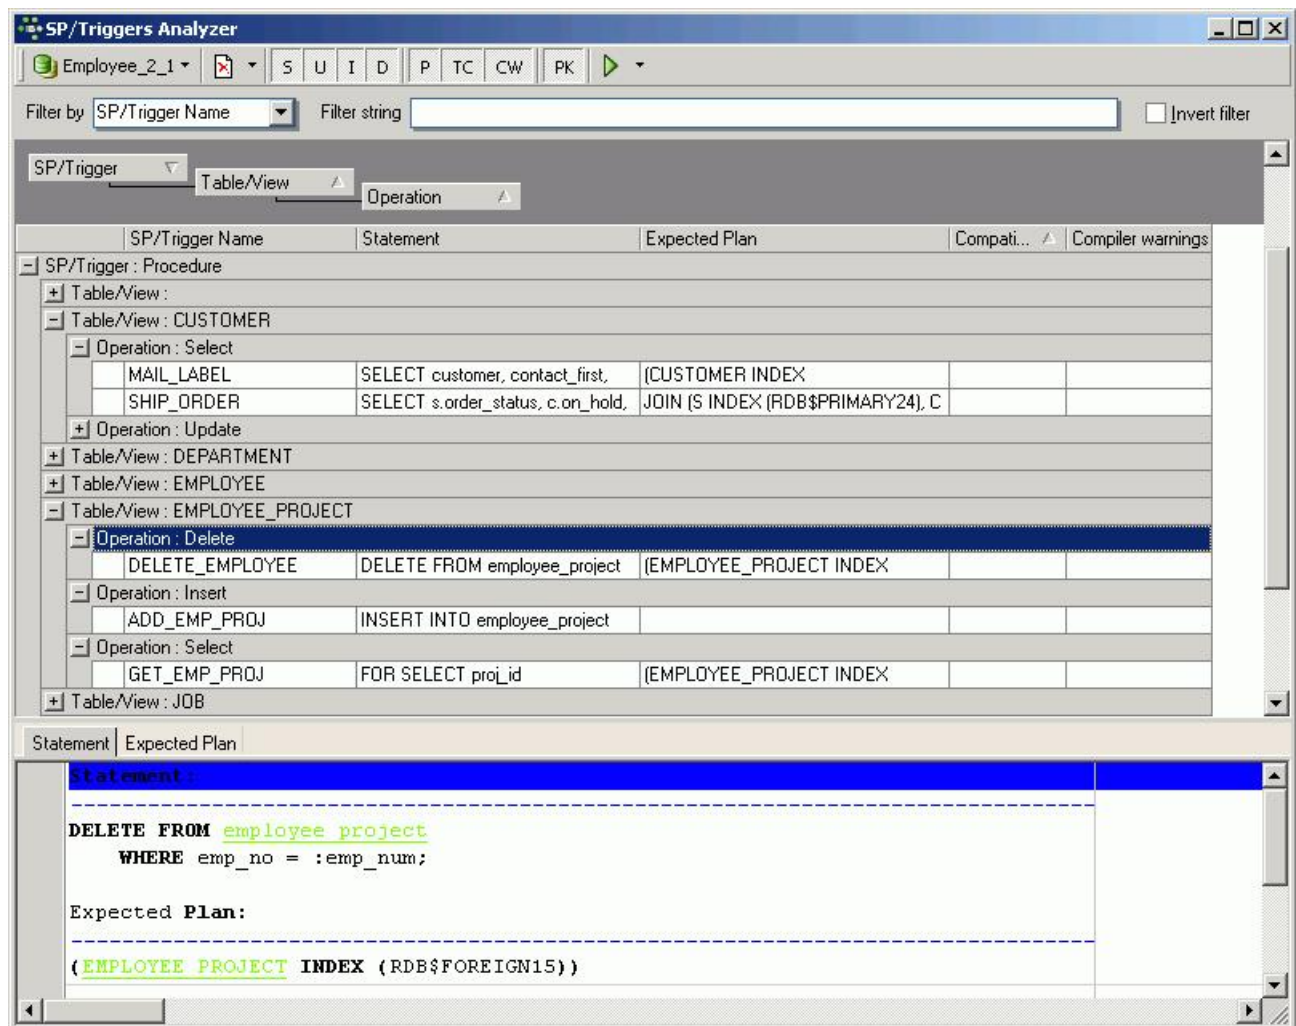 SP/Triggers Analyzer
Employee_2_1 S U I D P TC CW PK
Filter by SP/Trigger Name Filter string Invert filter
SP/Trigger
Table/View
Operation
SP/Trigger Name Statement Expected Plan Compati... Compiler warnings
SP/Trigger : Procedure
Table/View :
Table/View : CUSTOMER
Operation : Select
MAIL_LABEL SELECT customer, contact_first, (CUSTOMER INDEX
SHIP_ORDER SELECT s.order_status, c.on_hold, JOIN (S INDEX (RDB$PRIMARY24), C
Operation : Update
Table/View : DEPARTMENT
Table/View : EMPLOYEE
Table/View : EMPLOYEE_PROJECT
Operation : Delete
DELETE_EMPLOYEE DELETE FROM employee_project (EMPLOYEE_PROJECT INDEX
Operation : Insert
ADD_EMP_PROJ INSERT INTO employee_project
Operation : Select
GET_EMP_PROJ FOR SELECT proj_id (EMPLOYEE_PROJECT INDEX
Table/View : JOB
Statement Expected Plan
Statement:
--------------------------------------------------------------------------------
DELETE FROM employee_project
WHERE emp_no = :emp_num;
Expected Plan:
--------------------------------------------------------------------------------
(EMPLOYEE_PROJECT INDEX (RDB$FOREIGN15))